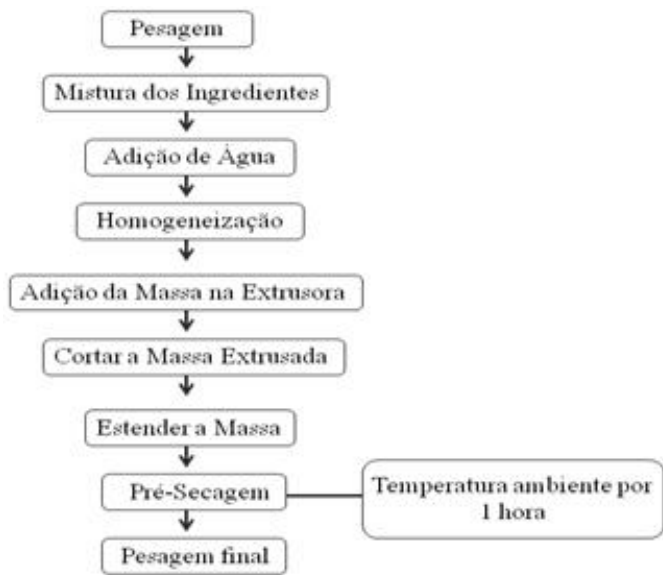 Pesagem
Mistura dos Ingredientes
Adição de Água
Homogeneização
Adição da Massa na Extrusora
Cortar a Massa Extrusada
Estender a Massa
Pré-Secagem
Temperatura ambiente por
1 hora
Pesagem final